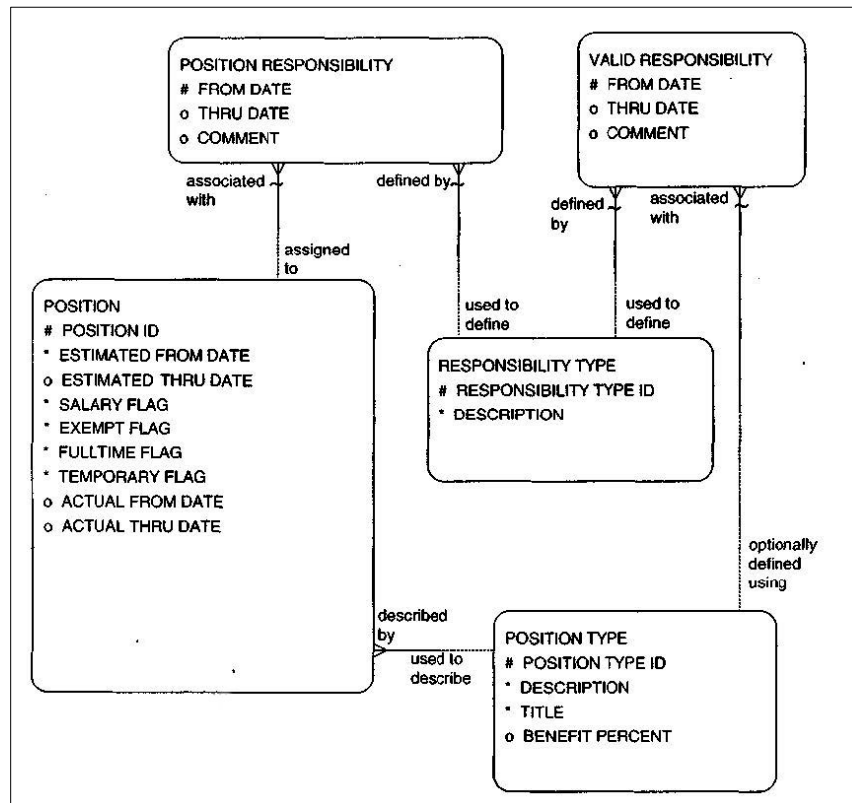 POSITION RESPONSIBILITY
# FROM DATE
o THRU DATE
o COMMENT
VALID RESPONSIBILITY
# FROM DATE
o THRU DATE
o COMMENT
associated
with
defined by
defined
by
associated
with
assigned
to
used to
define
used to
define
POSITION
# POSITION ID
* ESTIMATED FROM DATE
o ESTIMATED THRU DATE
* SALARY FLAG
* EXEMPT FLAG
* FULLTIME FLAG
* TEMPORARY FLAG
o ACTUAL FROM DATE
o ACTUAL THRU DATE
RESPONSIBILITY TYPE
# RESPONSIBILITY TYPE ID
* DESCRIPTION
optionally
defined
using
described
by
used to
describe
POSITION TYPE
# POSITION TYPE ID
* DESCRIPTION
* TITLE
o BENEFIT PERCENT